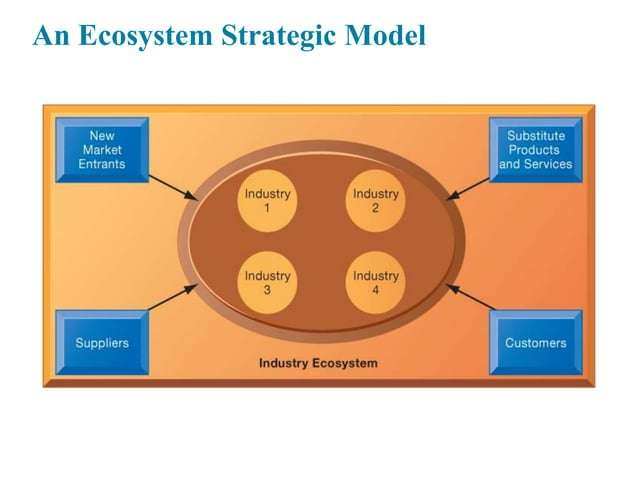 An Ecosystem Strategic Model
New
Market
Entrants
Substitute
Products
and Services
Industry
1
Industry
2
Industry
3
Industry
4
Suppliers
Customers
Industry Ecosystem